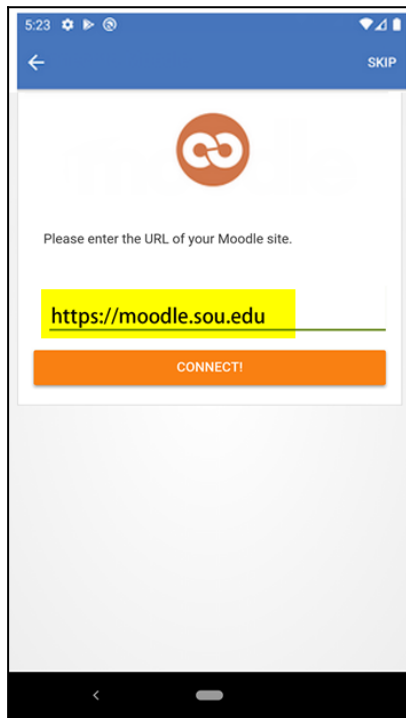 5:23
SKIP
Please enter the URL of your Moodle site.
https://moodle.sou.edu
CONNECT!